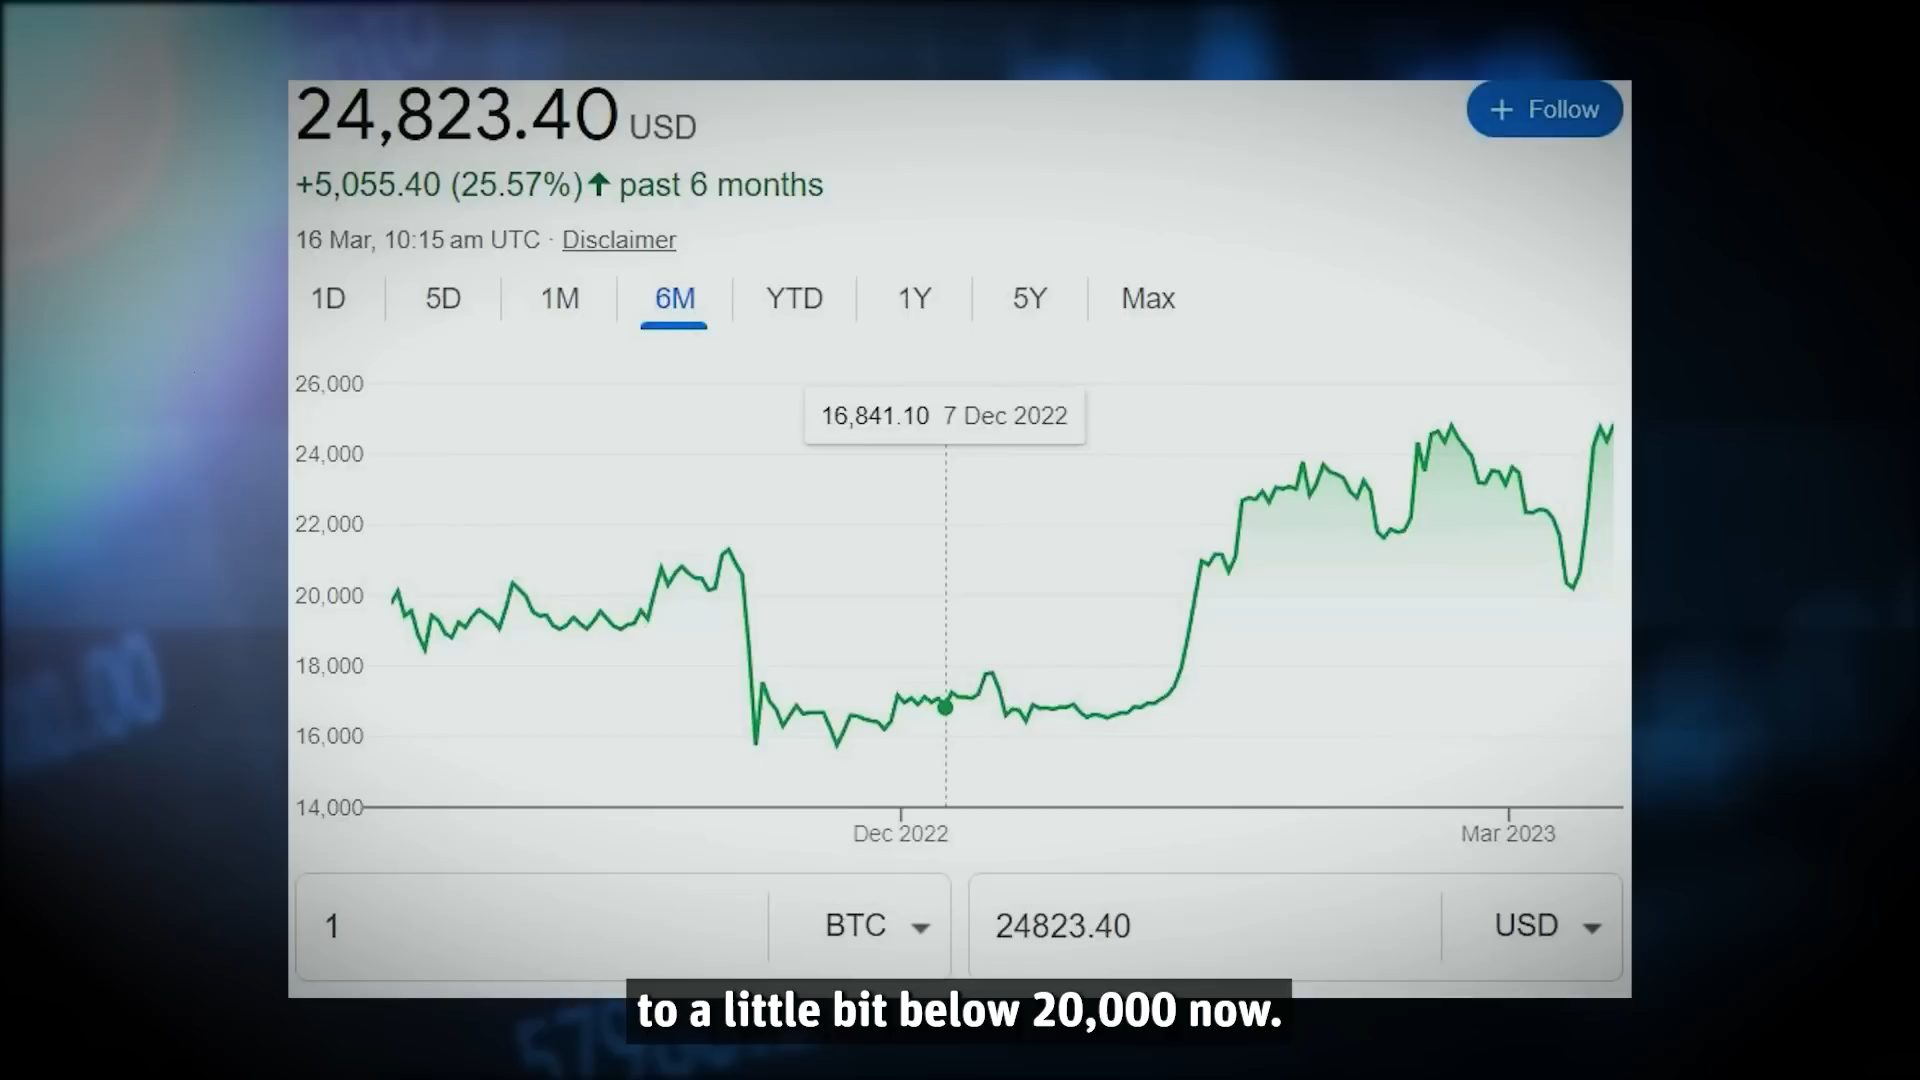 24,823.40 USD
+ Follow
+5,055.40 (25.57%)↑ past 6 months
16 Mar, 10:15 am UTC · Disclaimer
1D 5D 1M 6M YTD 1Y 5Y Max
26,000
16,841.10 7 Dec 2022
24,000
22,000
20,000
18,000
16,000
14,000
Dec 2022 Mar 2023
1 BTC 24823.40 USD
to a little bit below 20,000 now.